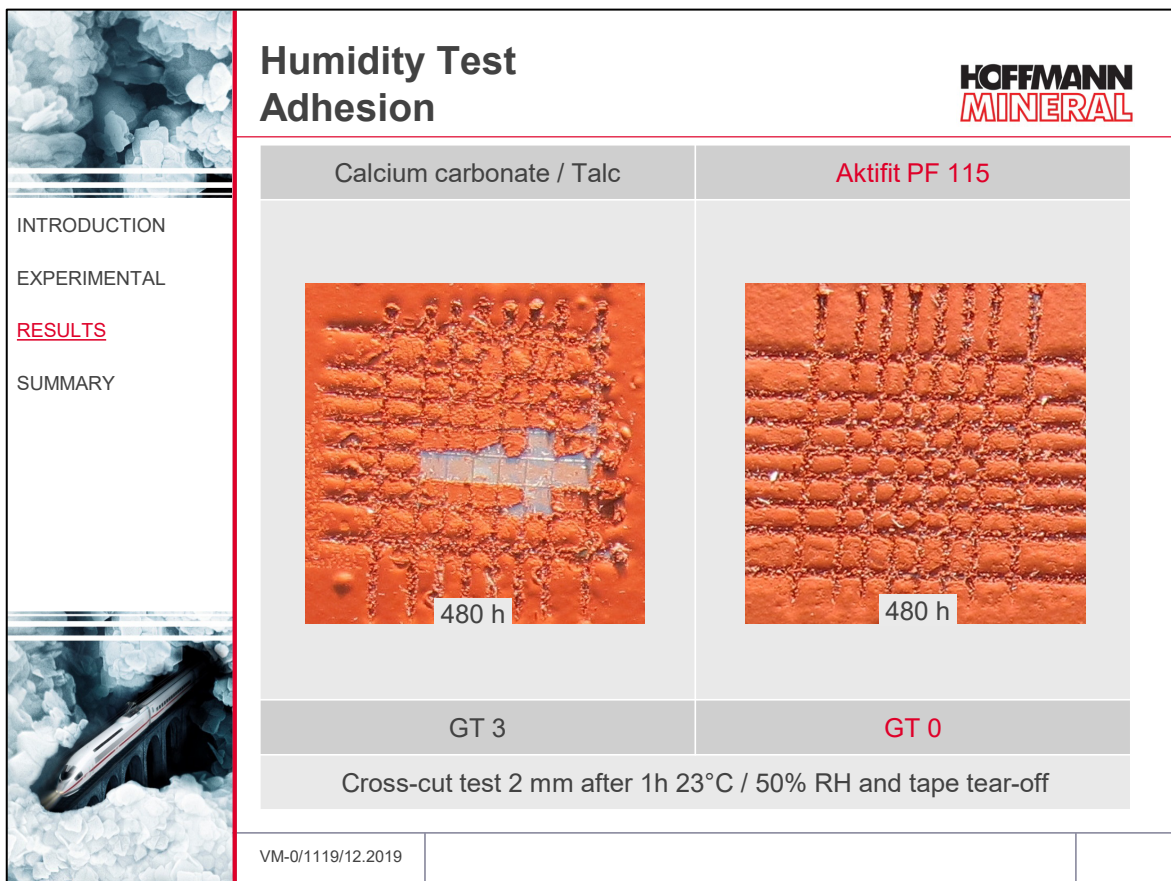 Humidity Test
Adhesion
HOFFMANN
MINERAL
INTRODUCTION
EXPERIMENTAL
RESULTS
SUMMARY
Calcium carbonate / Talc
Aktifit PF 115
480 h
480 h
GT 3
GT 0
Cross-cut test 2 mm after 1h 23°C / 50% RH and tape tear-off
VM-0/1119/12.2019